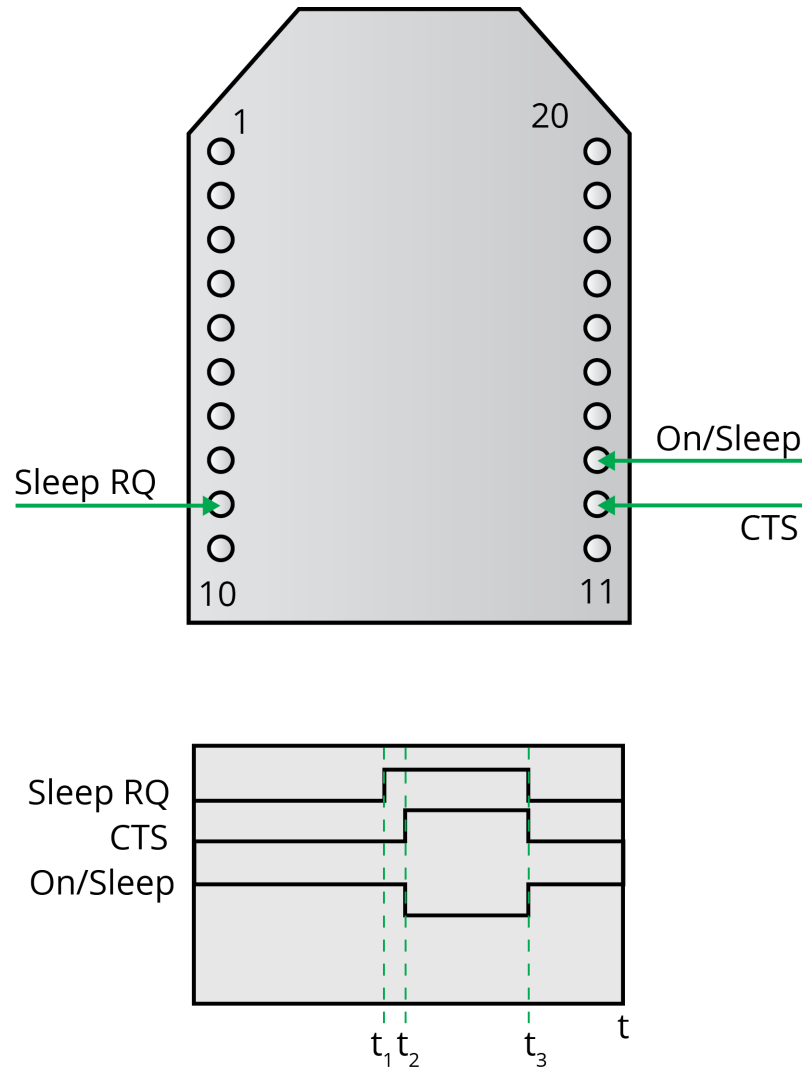 1
20
On/Sleep
Sleep RQ
CTS
10
11
Sleep RQ
CTS
On/Sleep
t
t₁ t₂ t₃